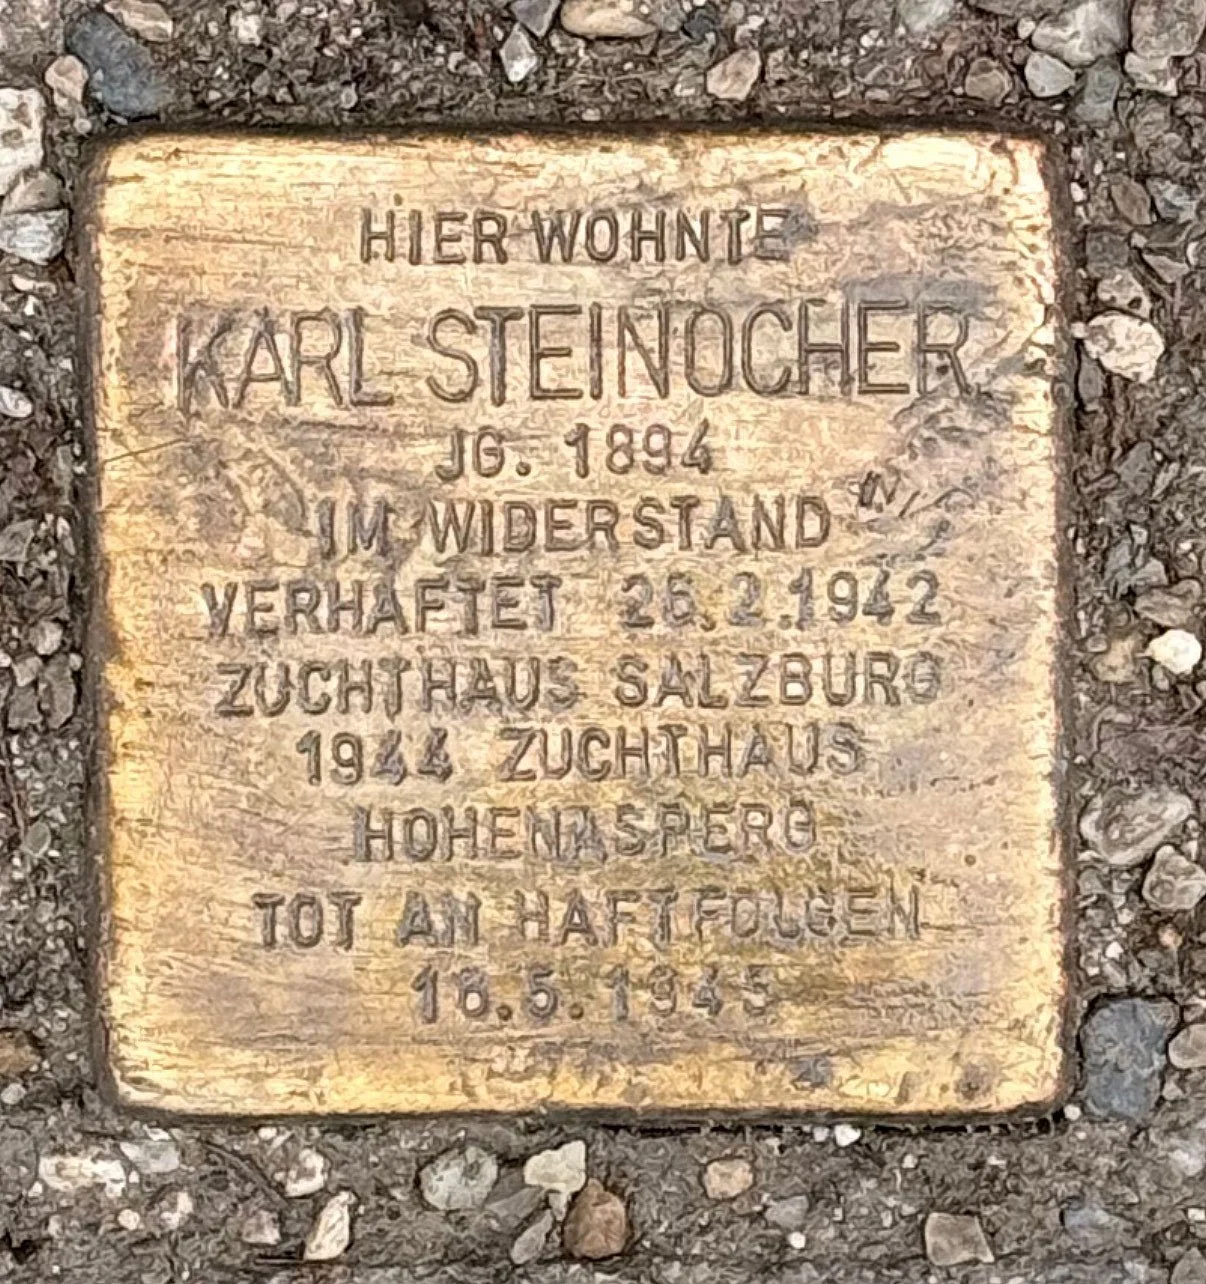 HIER WOHNTE
KARL STEINOCHER
JG. 1894
IM WIDERSTAND
VERHAFTET 26.2.1942
ZUCHTHAUS SALZBURG
1944 ZUCHTHAUS
HOHENASPERG
TOT AN HAFTFOLGEN
16.5.1945